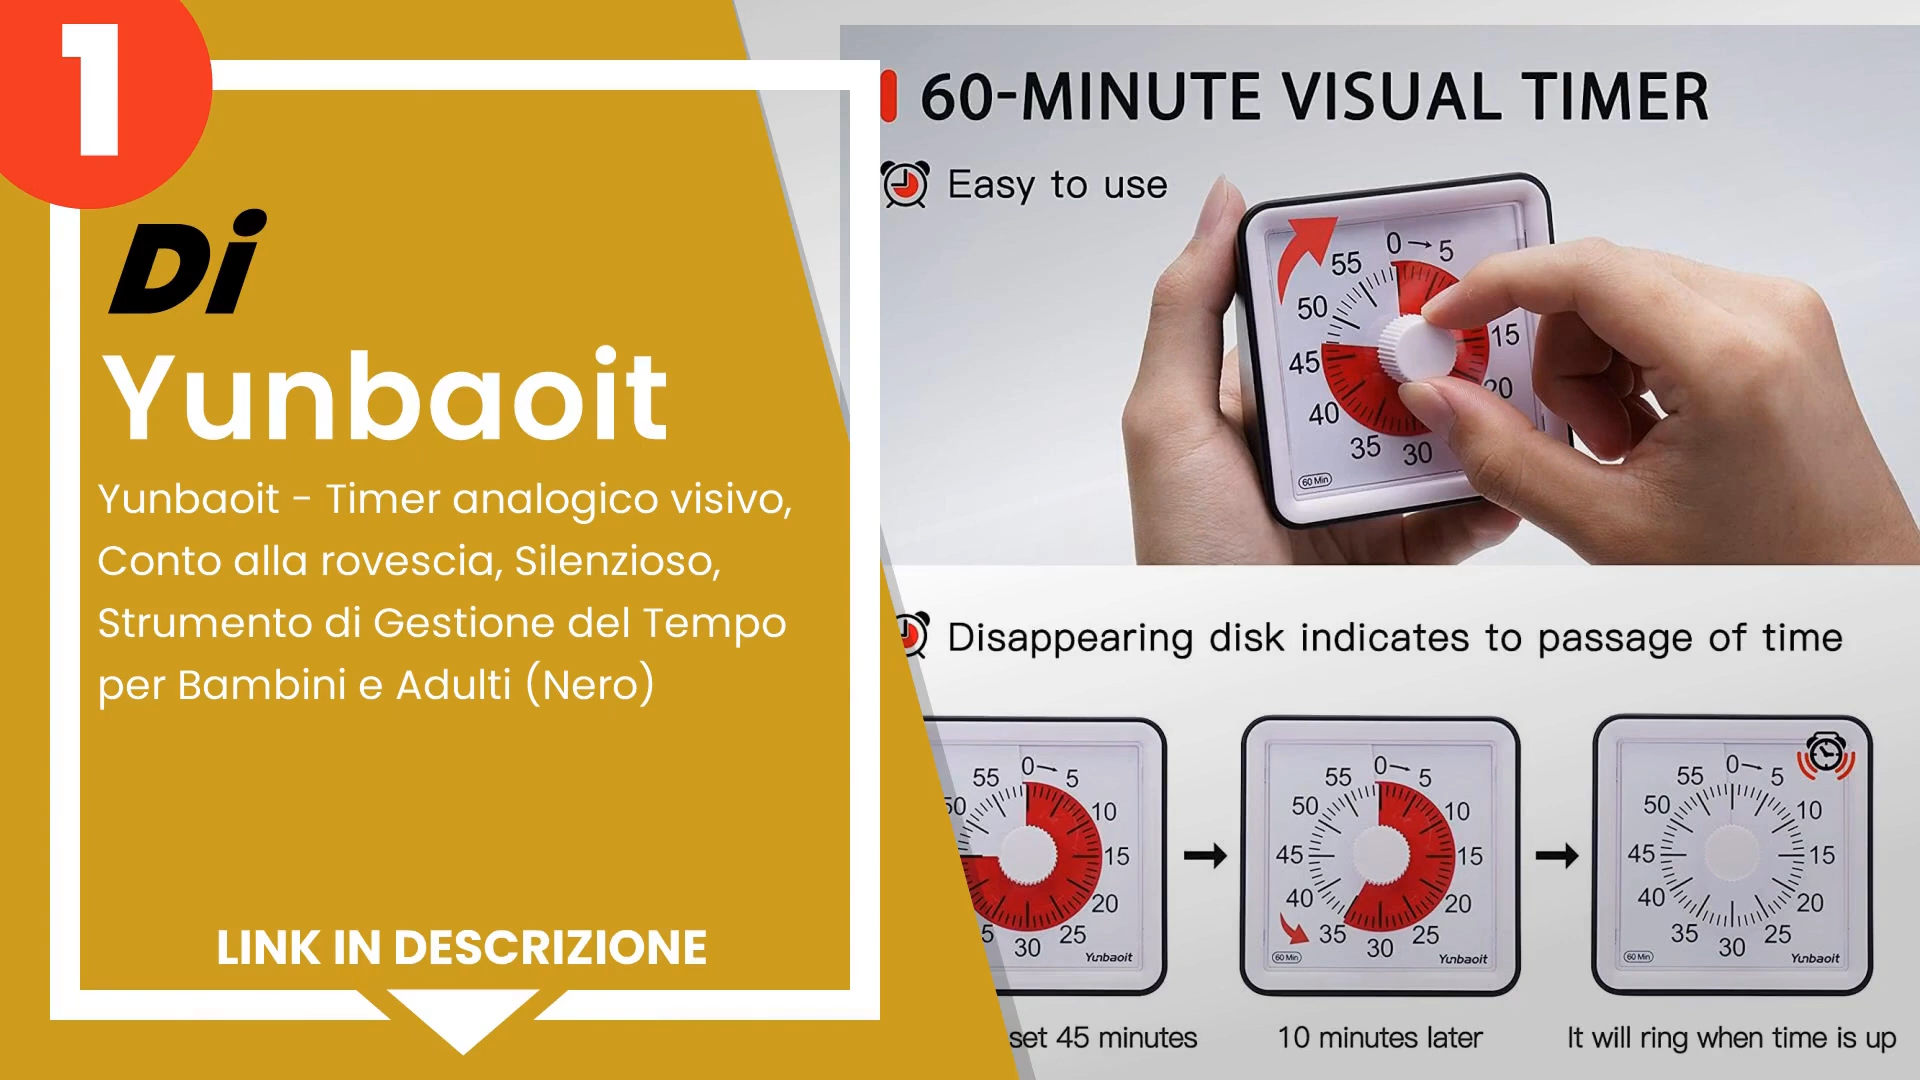 1
Di
Yunbaoit
Yunbaoit - Timer analogico visivo,
Conto alla rovescia, Silenzioso,
Strumento di Gestione del Tempo
per Bambini e Adulti (Nero)
LINK IN DESCRIZIONE
60-MINUTE VISUAL TIMER
Easy to use
0 5
55
50
15
45
20
40
35 30
60 Min
Disappearing disk indicates to passage of time
55 0 5
50 10
15
20
5 30 25
Yunbaoit
55 0 5
50 10
45 15
40 20
35 30 25
60 Min Yunbaoit
55 0 5
50 10
45 15
40 20
35 30 25
60 Min Yunbaoit
set 45 minutes
10 minutes later
It will ring when time is up